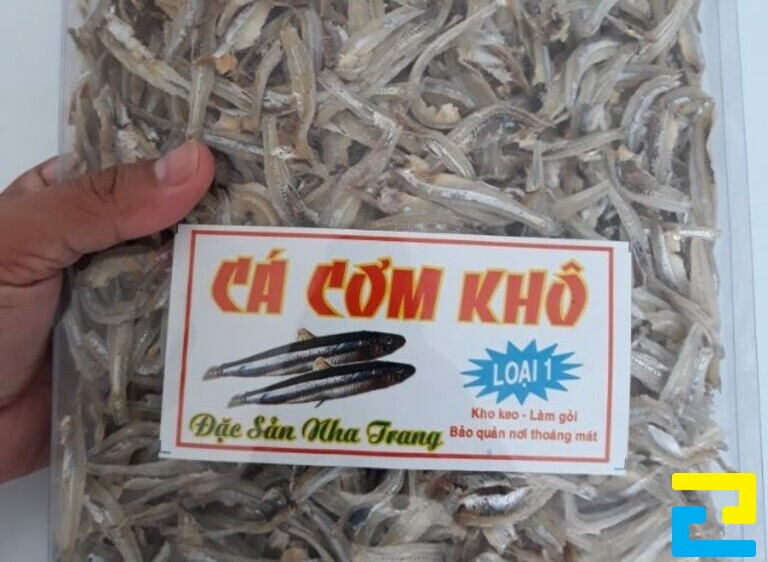 CÁ CƠM KHÔ
LOẠI 1
Đặc Sản Nha Trang
Kho keo - Làm gỏi
Bảo quản nơi thoáng mát